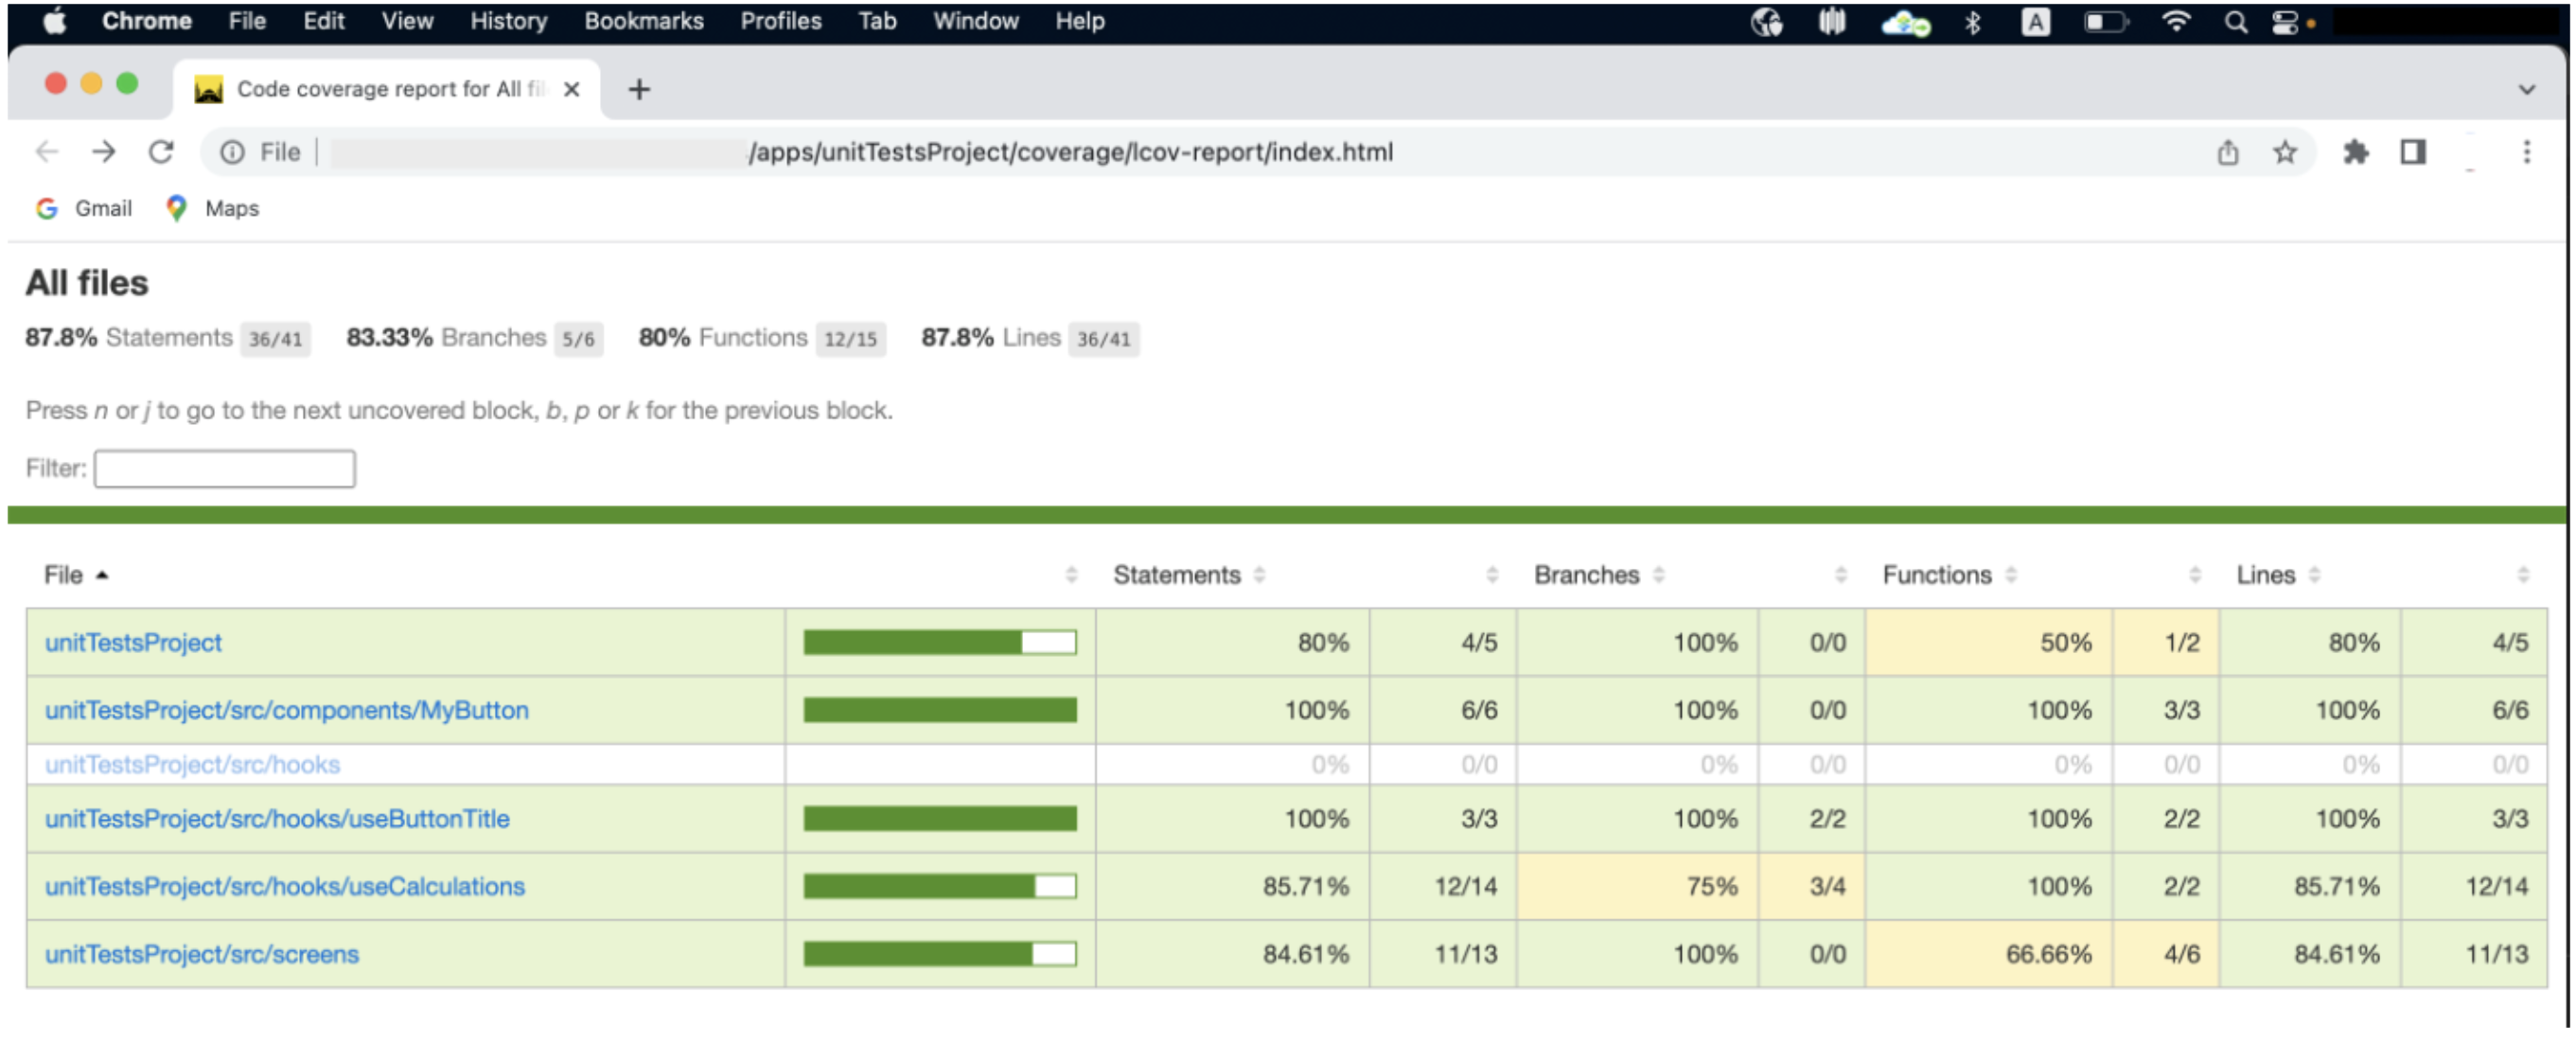 Chrome File Edit View History Bookmarks Profiles Tab Window Help A
Code coverage report for All fil
File /apps/unitTestsProject/coverage/lcov-report/index.html
Gmail Maps
All files
87.8% Statements 36/41 83.33% Branches 5/6 80% Functions 12/15 87.8% Lines 36/41
Press n or j to go to the next uncovered block, b, p or k for the previous block.
Filter:
File Statements Branches Functions Lines
unitTestsProject 80% 4/5 100% 0/0 50% 1/2 80% 4/5
unitTestsProject/src/components/MyButton 100% 6/6 100% 0/0 100% 3/3 100% 6/6
unitTestsProject/src/hooks 0% 0/0 0% 0/0 0% 0/0 0% 0/0
unitTestsProject/src/hooks/useButtonTitle 100% 3/3 100% 2/2 100% 2/2 100% 3/3
unitTestsProject/src/hooks/useCalculations 85.71% 12/14 75% 3/4 100% 2/2 85.71% 12/14
unitTestsProject/src/screens 84.61% 11/13 100% 0/0 66.66% 4/6 84.61% 11/13